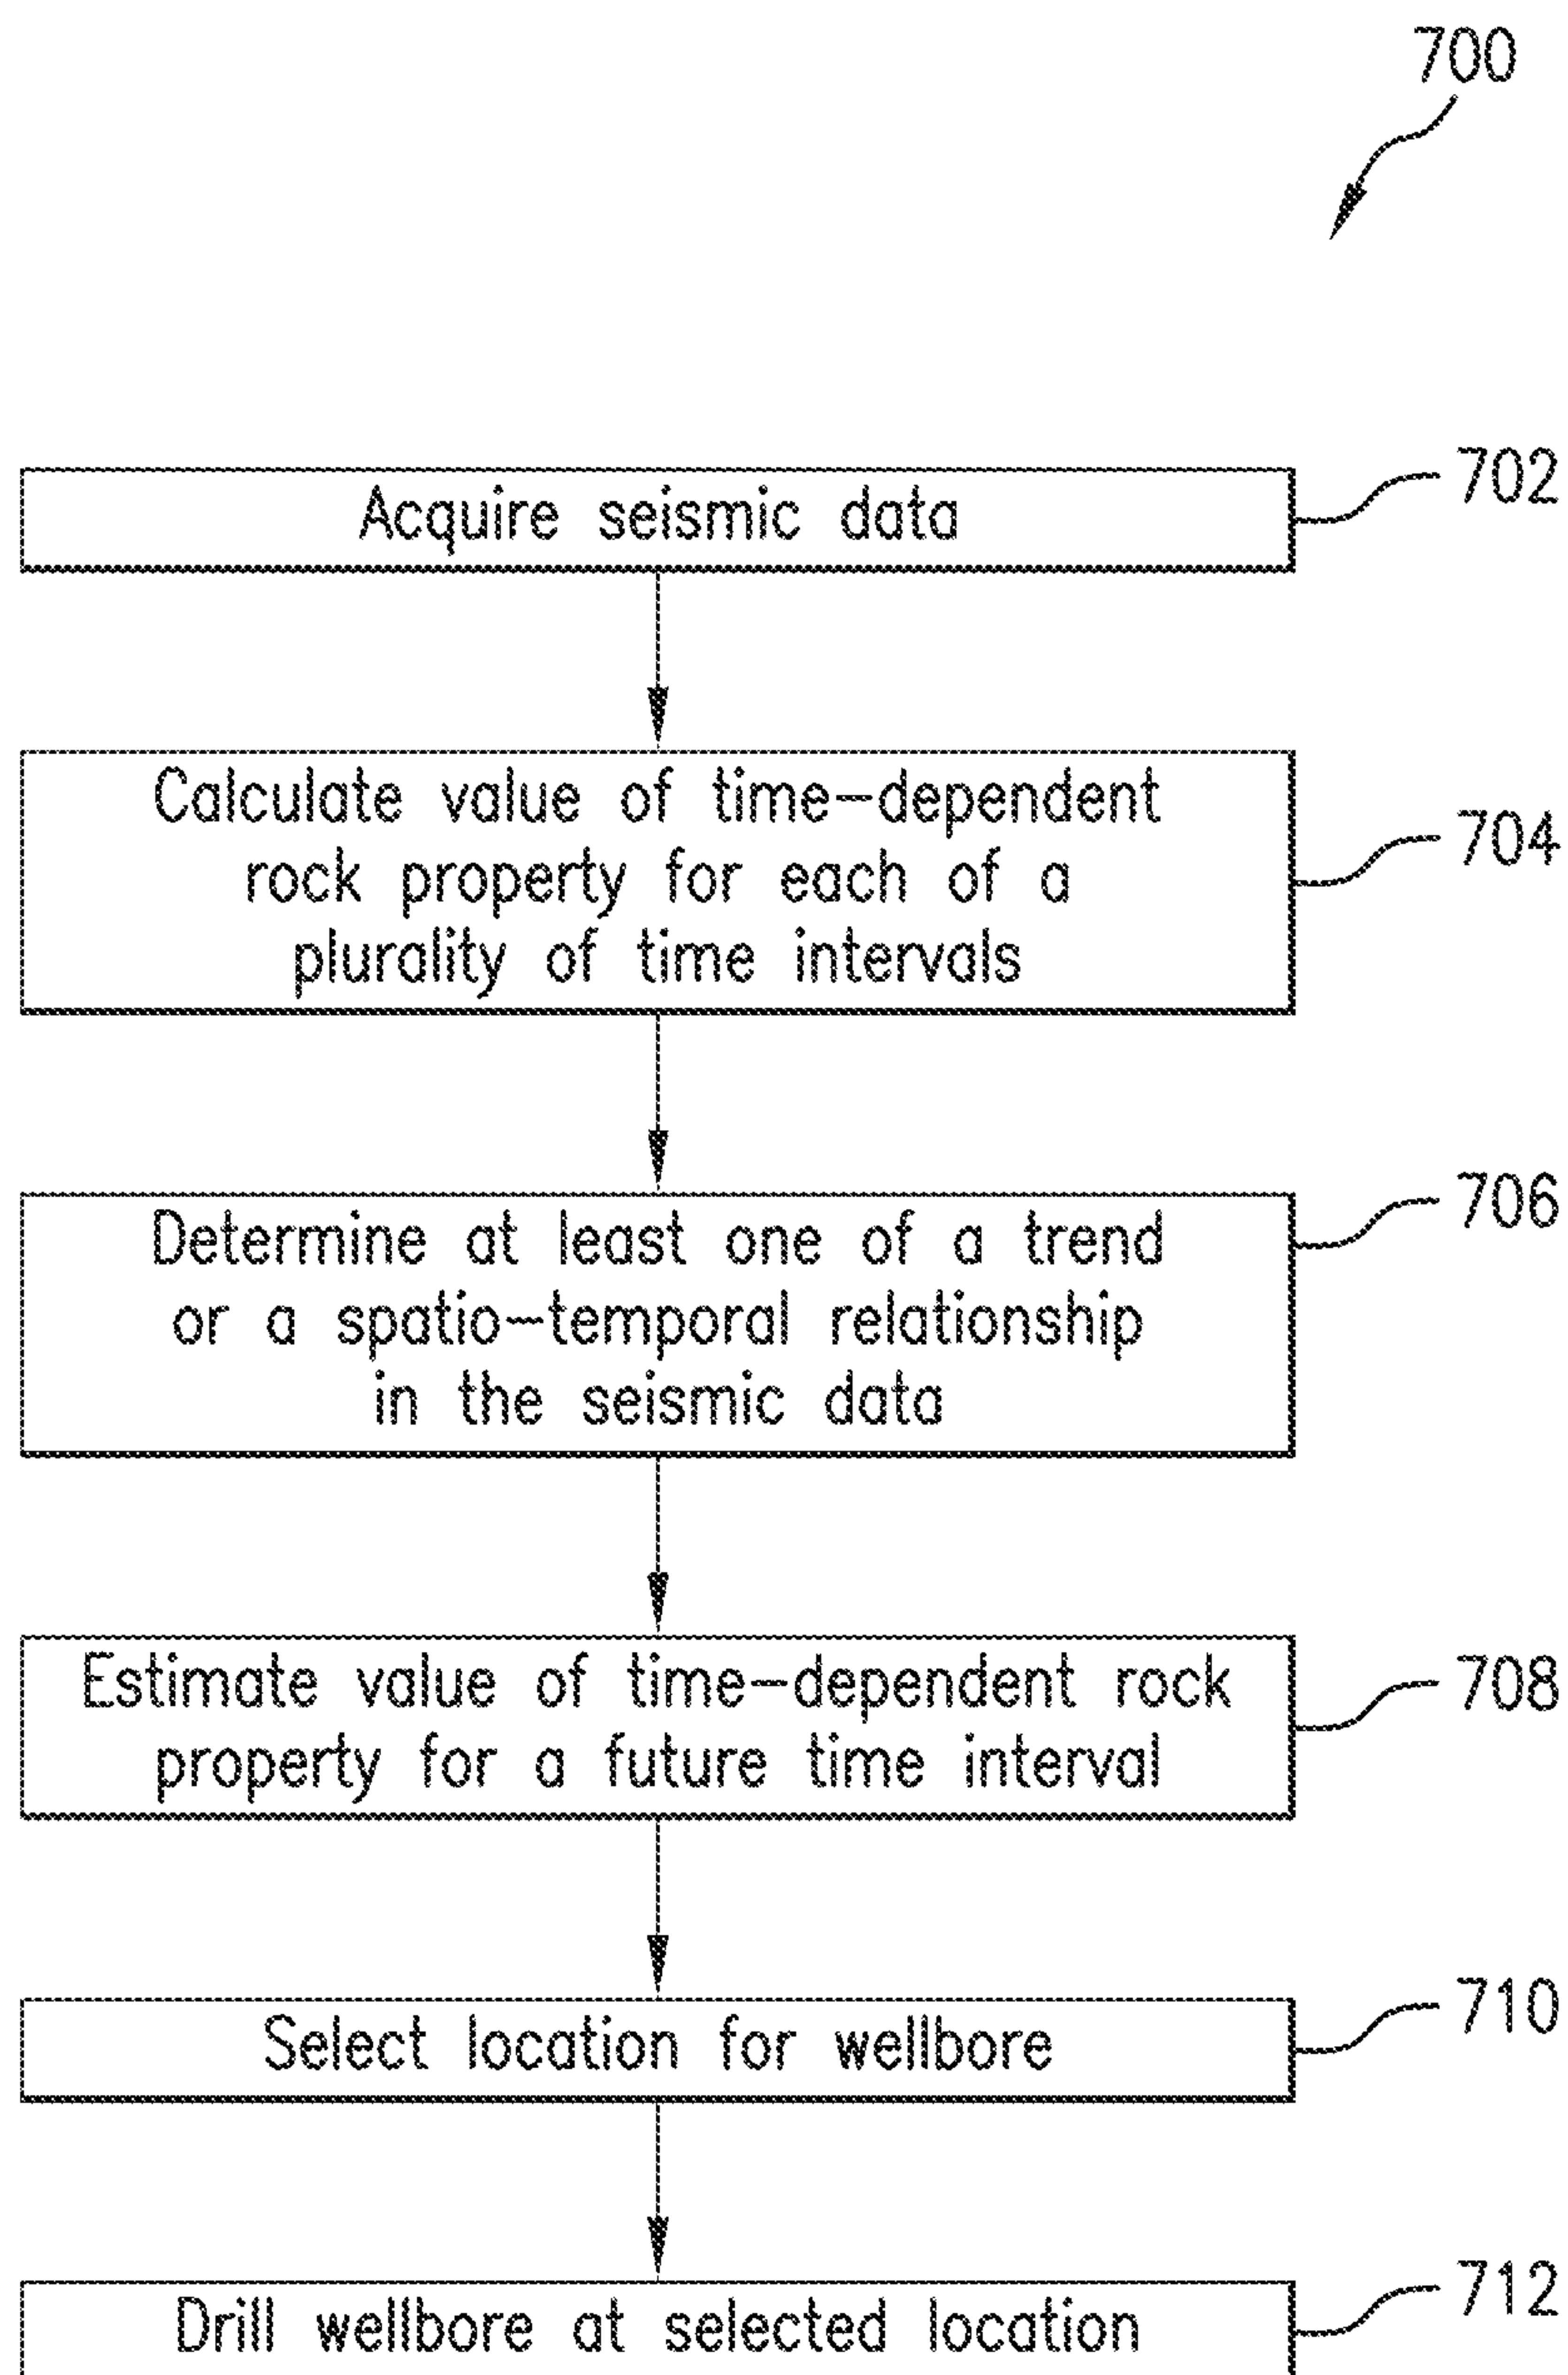 700
Acquire seismic data
702
Calculate value of time-dependent
rock property for each of a
plurality of time intervals
704
Determine at least one of a trend
or a spatio-temporal relationship
in the seismic data
706
Estimate value of time-dependent rock
property for a future time interval
708
Select location for wellbore
710
Drill wellbore at selected location
712